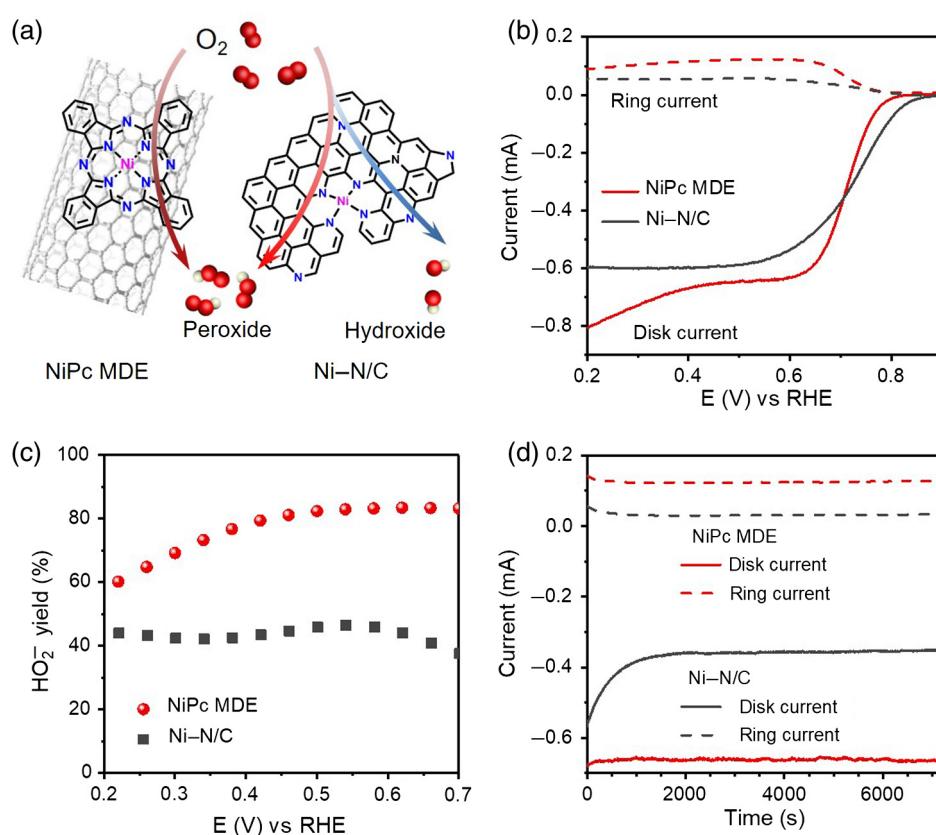 (a)
O2
Ni
N
N
N
N
N
N
N
N
Ni
N
N
N
N
N
N
N
N
Peroxide
Hydroxide
NiPc MDE
Ni–N/C
(b)
0.2
0.0
–0.2
–0.4
–0.6
–0.8
Current (mA)
Ring current
NiPc MDE
Ni–N/C
Disk current
0.2 0.4 0.6 0.8
E (V) vs RHE
(c)
100
80
60
40
20
0
HO2− yield (%)
NiPc MDE
Ni–N/C
0.2 0.3 0.4 0.5 0.6 0.7
E (V) vs RHE
(d)
0.2
0.0
–0.2
–0.4
–0.6
Current (mA)
NiPc MDE
Disk current
Ring current
Ni–N/C
Disk current
Ring current
0 2000 4000 6000
Time (s)